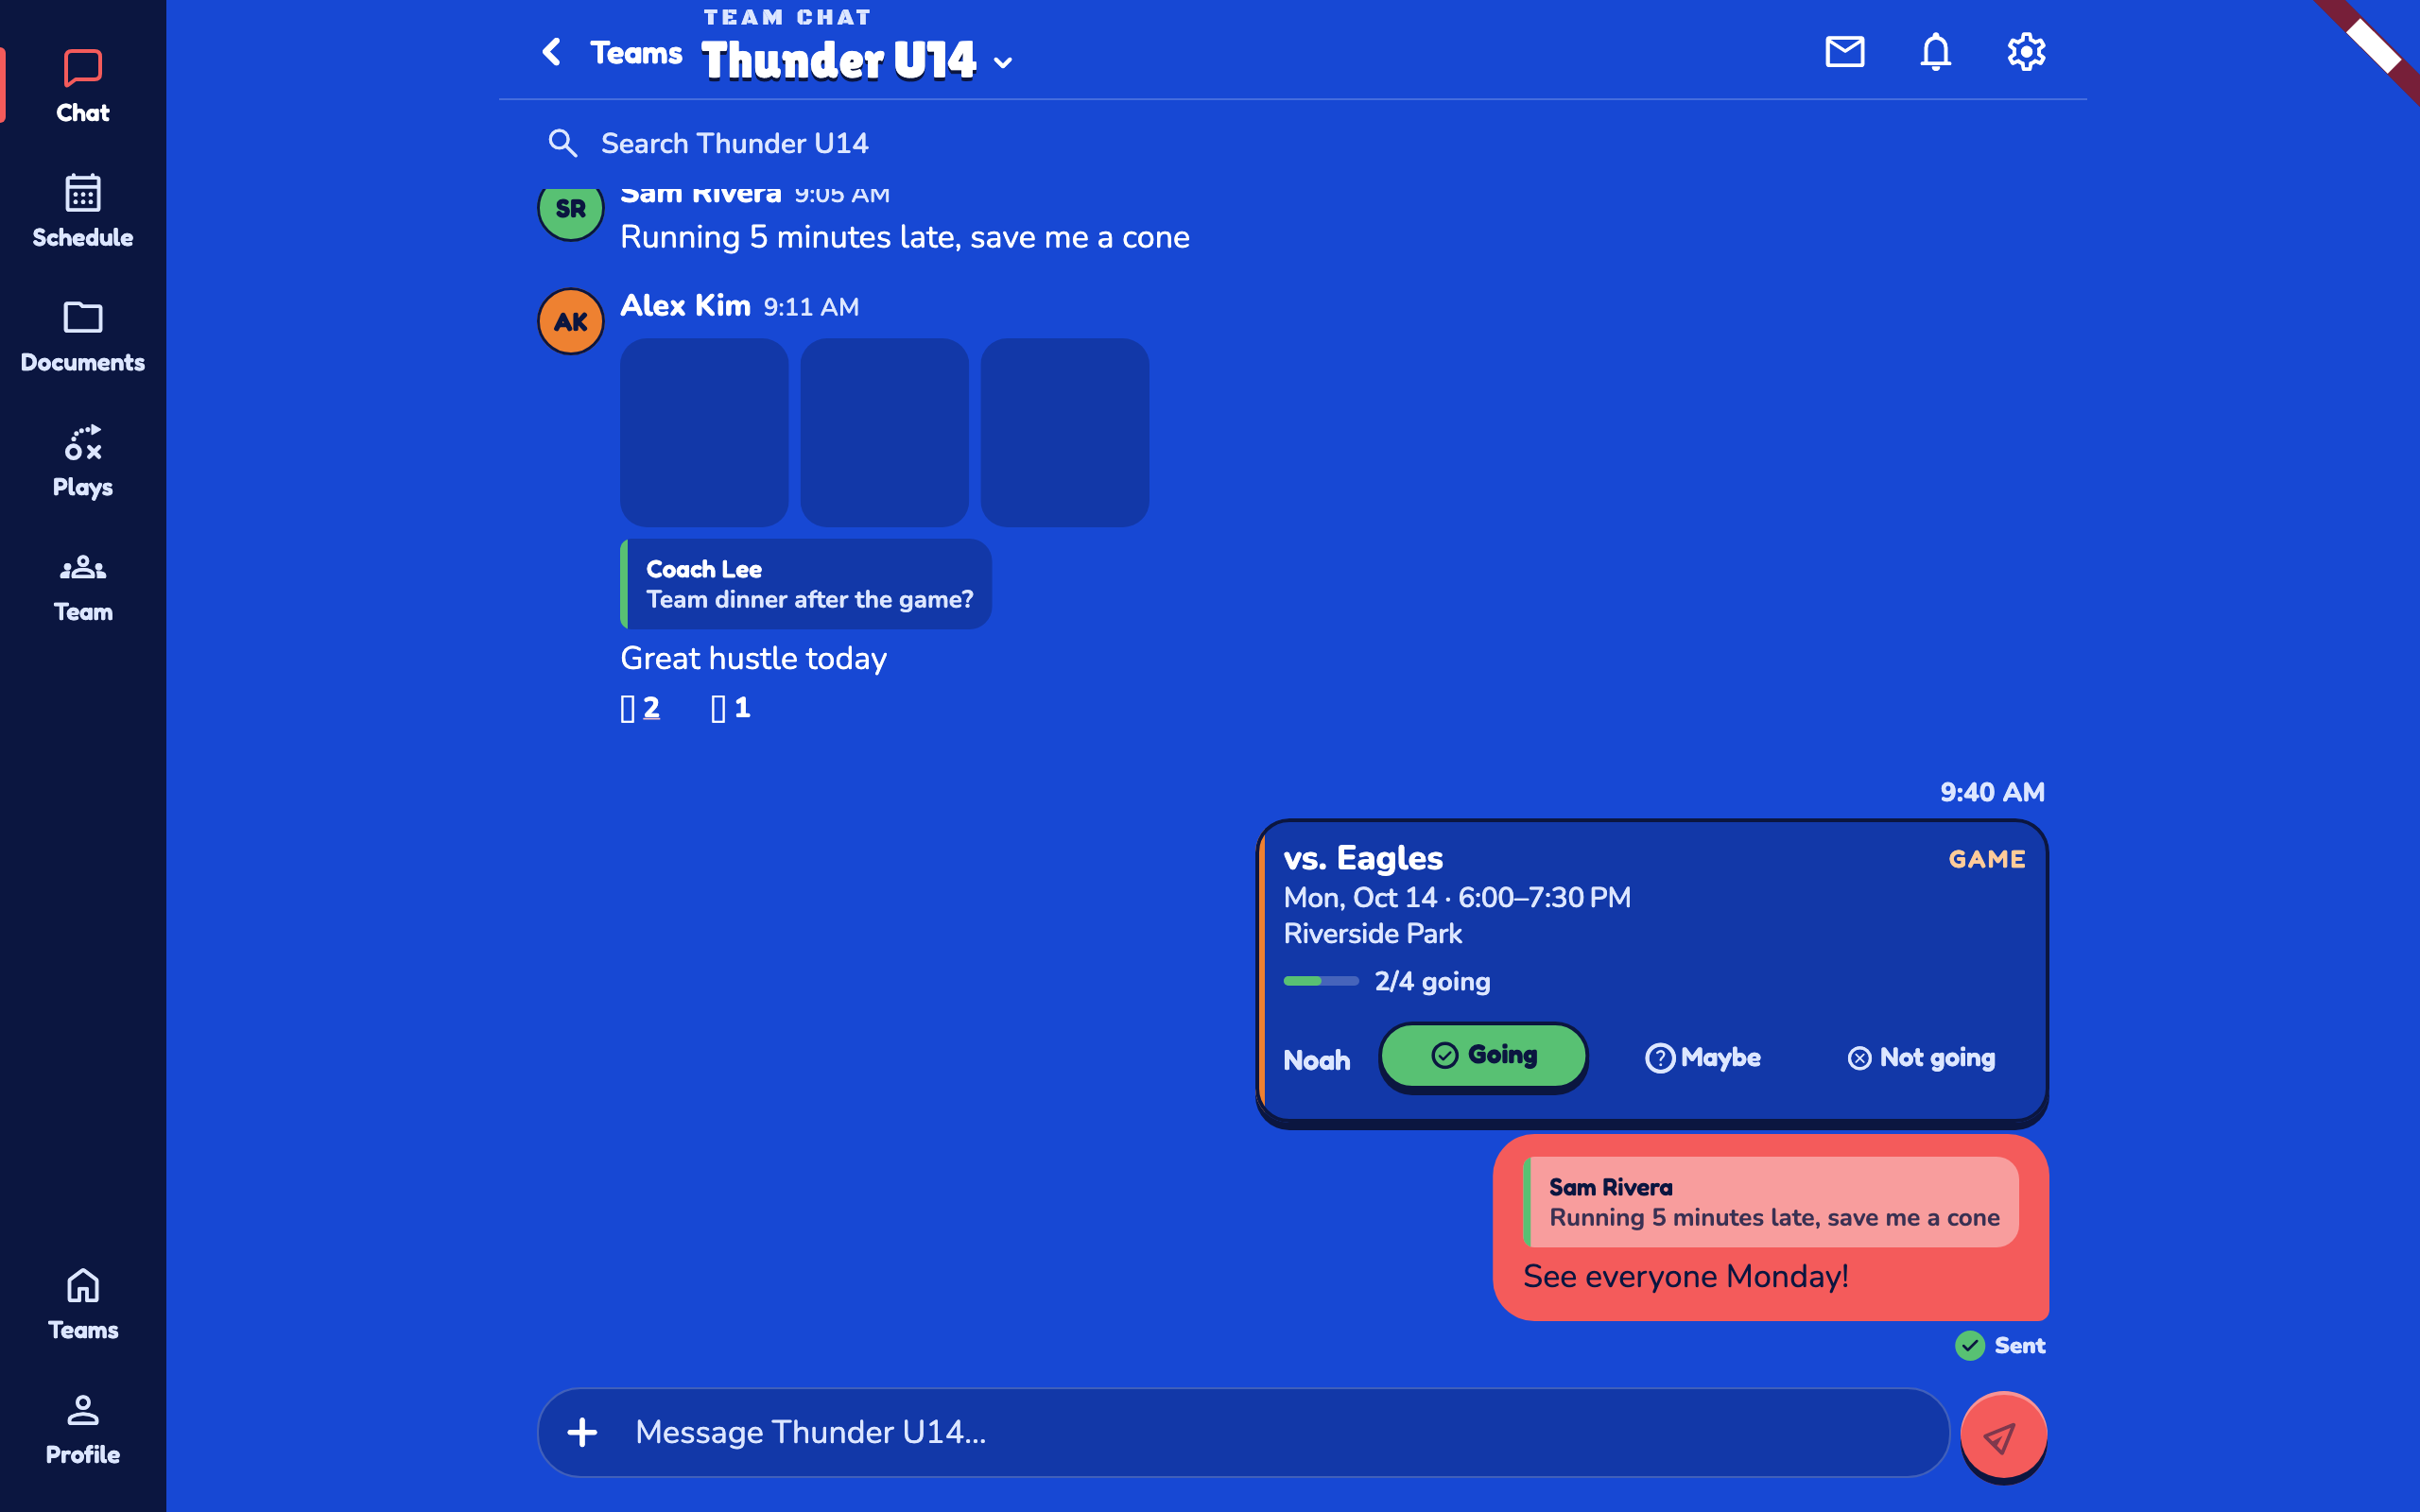 TEAM CHAT
Teams
Thunder U14
Search Thunder U14
Chat
Schedule
Documents
Plays
Team
Teams
Profile
SR
Sam Rivera 9:05 AM
Running 5 minutes late, save me a cone
AK
Alex Kim 9:11 AM
Coach Lee
Team dinner after the game?
Great hustle today
2 1
9:40 AM
vs. Eagles GAME
Mon, Oct 14 · 6:00–7:30 PM
Riverside Park
2/4 going
Noah Going Maybe Not going
Sam Rivera
Running 5 minutes late, save me a cone
See everyone Monday!
Sent
Message Thunder U14...